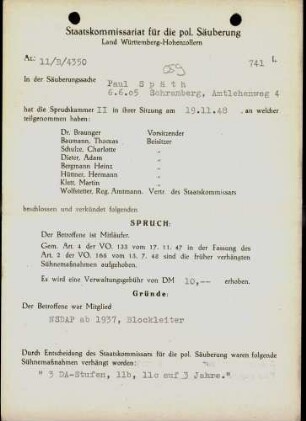 Staatskommissariat für die pol. Säuberung
Land Württemberg-Hohenzollern
Az.: 11/D/4350
741 L
In der Säuberungssache
Paul Späth
6.6.05 Schramberg, Amtlehenweg 4
hat die Spruchkammer II in ihrer Sitzung am 19.11.48 , an welcher
teilgenommen haben:
Dr. Braunger Vorsitzender
Baumann, Thomas Beisitzer
Schulze, Charlotte "
Dieter, Adam "
Bergmann Heinz "
Hüttner, Hermann "
Klett, Martin "
Wolfsteiter, Reg. Amtmann. Vertr. des Staatskommissars
beschlossen und verkündet folgenden
SPRUCH:
Der Betroffene ist Mitläufer.
Gem. Art. 4 der VO. 133 vom 17. 11. 47 in der Fassung des
Art. 2 der VO. 165 vom 13. 7. 48 sind die früher verhängten
Sühnemaßnahmen aufgehoben.
Es wird eine Verwaltungsgebühr von DM 10,-- erhoben.
Gründe:
Der Betroffene war Mitglied
NSDAP ab 1937, Blockleiter
Durch Entscheidung des Staatskommissars für die pol. Säuberung waren folgende
Sühnemaßnahmen verhängt worden:
" 3 DA-Stufen, 11b, 11c auf 3 Jahre."